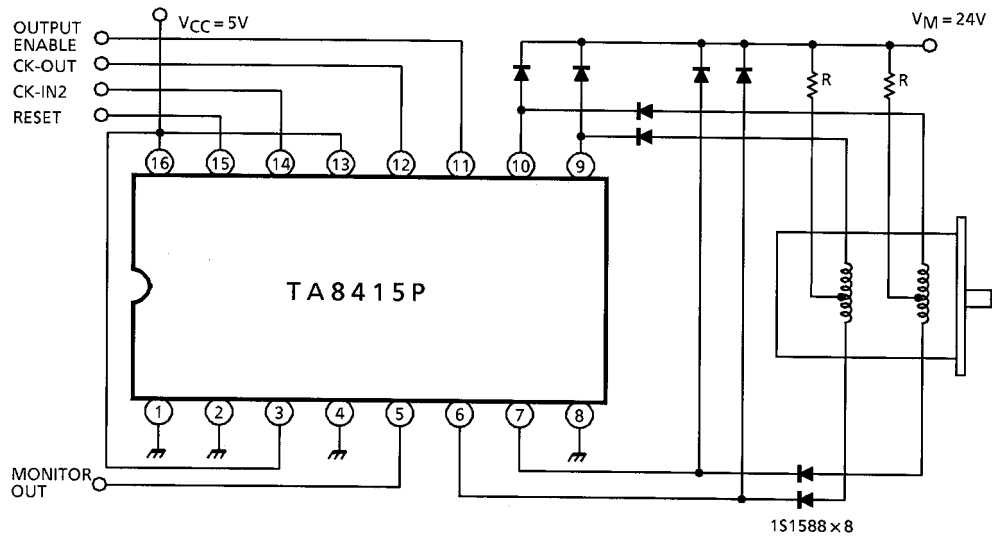 VCC = 5V
VM = 24V
OUTPUT
ENABLE
CK-OUT
CK-IN2
RESET
R
R
16
15
14
13
12
11
10
9
TA8415P
1
2
3
4
5
6
7
8
MONITOR
OUT
1S1588 × 8